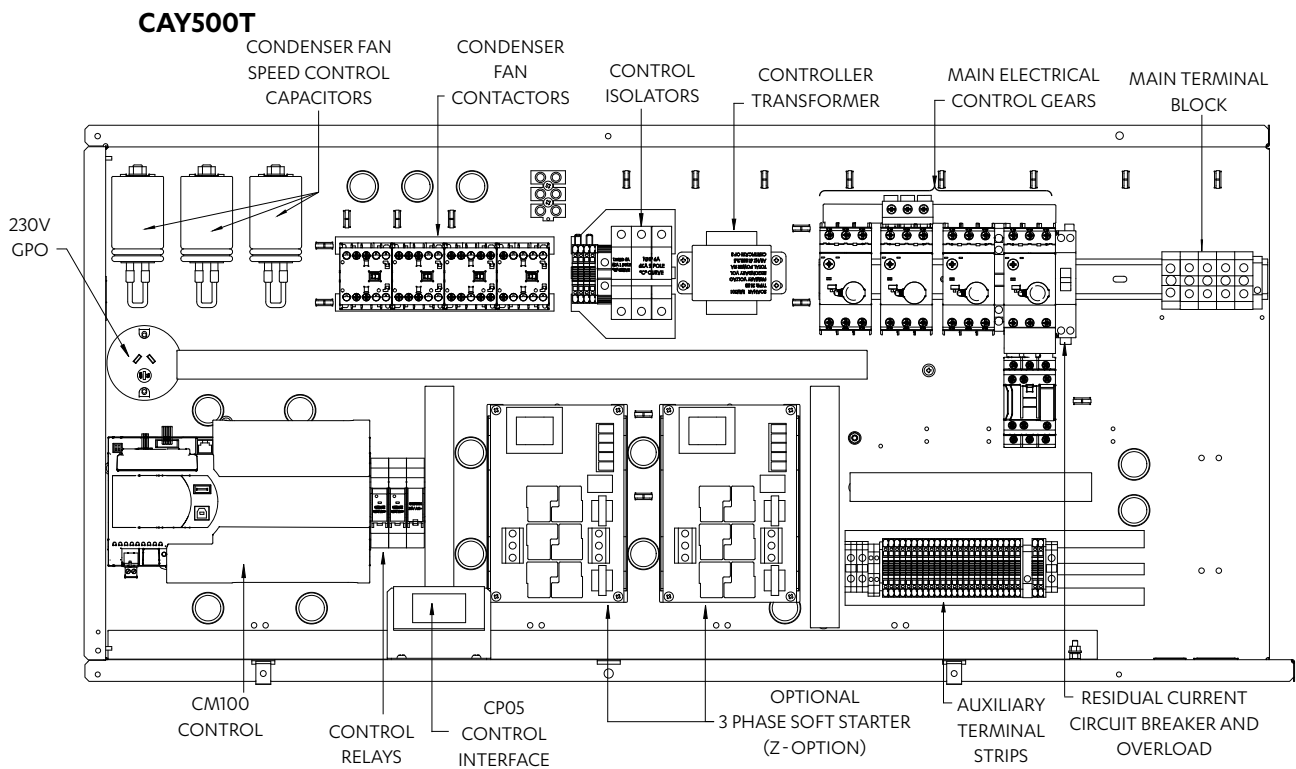 CAY500T
CONDENSER FAN
SPEED CONTROL
CAPACITORS
CONDENSER
FAN
CONTACTORS
CONTROL
ISOLATORS
CONTROLLER
TRANSFORMER
MAIN ELECTRICAL
CONTROL GEARS
MAIN TERMINAL
BLOCK
230V
GPO
CM100
CONTROL
CONTROL
RELAYS
CP05
CONTROL
INTERFACE
OPTIONAL
3 PHASE SOFT STARTER
(Z-OPTION)
AUXILIARY
TERMINAL
STRIPS
RESIDUAL CURRENT
CIRCUIT BREAKER AND
OVERLOAD